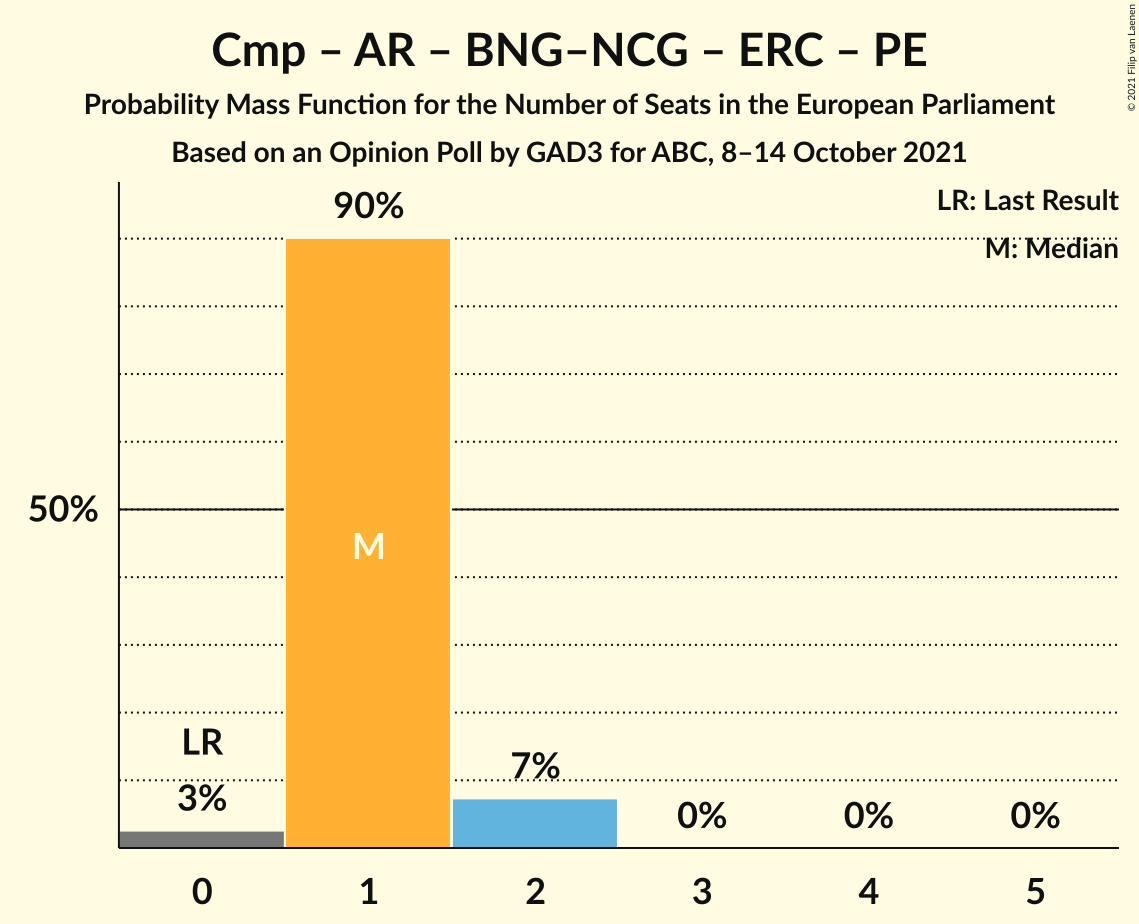 Cmp – AR – BNG–NCG – ERC – PE
Probability Mass Function for the Number of Seats in the European Parliament
Based on an Opinion Poll by GAD3 for ABC, 8–14 October 2021
© 2021 Filip van Laenen
LR: Last Result
M: Median
90%
50%
M
LR
3%
7%
0%
0%
0%
0
1
2
3
4
5